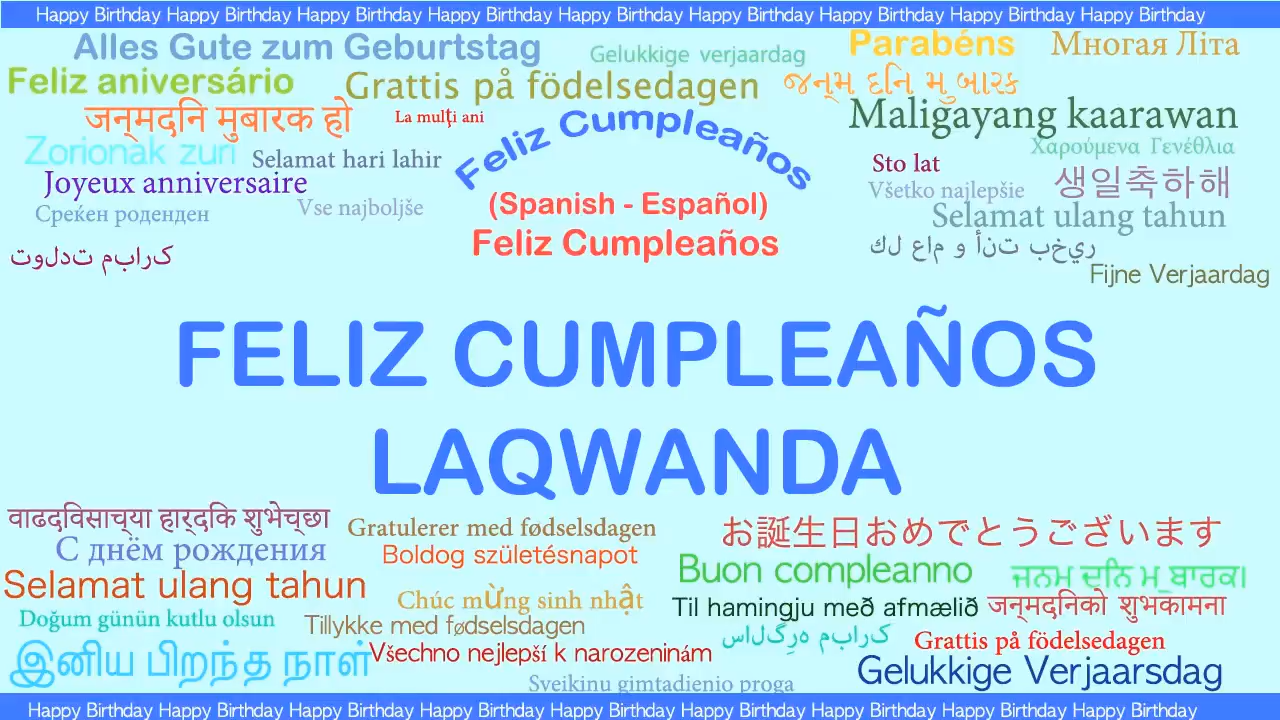 Happy Birthday Happy Birthday Happy Birthday Happy Birthday Happy Birthday Happy Birthday Happy Birthday Happy Birthday Happy Birthday
Alles Gute zum Geburtstag
Gelukkige verjaardag
Parabéns
Многая Літа
Feliz aniversário
Grattis på födelsedagen
જન્મ દિન મુબારક
जन्मदिन मुबारक हो
La mulţi ani
Feliz Cumpleaños
Maligayang kaarawan
Zorionak zuri
Selamat hari lahir
Χαρούμενα Γενέθλια
Sto lat
Joyeux anniversaire
(Spanish - Español)
Všetko najlepšie
생일축하해
Среќен роденден
Vse najboljše
Selamat ulang tahun
Feliz Cumpleaños
تولدت مبارک
كل عام و أنت بخير
Fijne Verjaardag
FELIZ CUMPLEAÑOS
LAQWANDA
वाढदिवसाच्या हार्दिक शुभेच्छा
Gratulerer med fødselsdagen
お誕生日おめでとうございます
С днём рождения
Boldog születésnapot
Buon compleanno
ਜਨਮ ਦਿਨ ਮੁਬਾਰਕ।
Selamat ulang tahun
Chúc mừng sinh nhật
Til hamingju með afmælið
जन्मदिनको शुभकामना
Doğum günün kutlu olsun
Tillykke med fødselsdagen
سالگرہ مبارک
Grattis på födelsedagen
இனிய பிறந்த நாள்
Všechno nejlepší k narozeninám
Gelukkige Verjaarsdag
Sveikinu gimtadienio proga
Happy Birthday Happy Birthday Happy Birthday Happy Birthday Happy Birthday Happy Birthday Happy Birthday Happy Birthday Happy Birthday